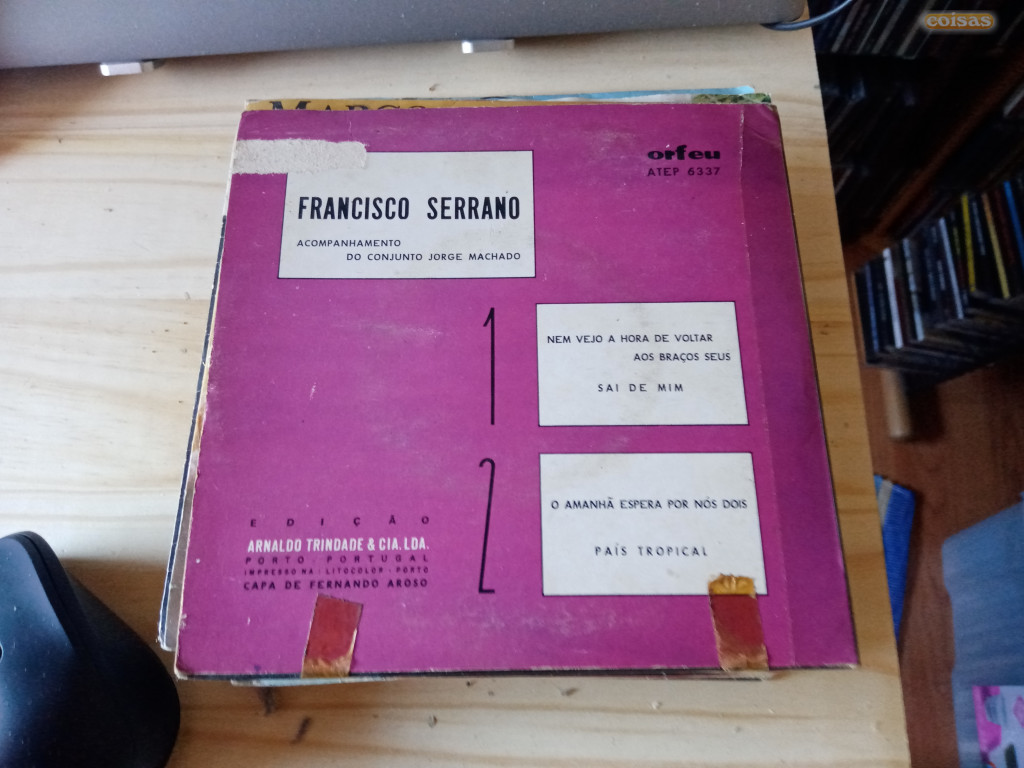 coisas
orfeu
ATEP 6337
FRANCISCO SERRANO
ACOMPANHAMENTO
DO CONJUNTO JORGE MACHADO
1
NEM VEJO A HORA DE VOLTAR
AOS BRAÇOS SEUS
SAI DE MIM
2
O AMANHÃ ESPERA POR NÓS DOIS
PAÍS TROPICAL
EDIÇÃO
ARNALDO TRINDADE & CIA. LDA.
PORTO - PORTUGAL
IMPRESSO NA - LITOCOLOR - PORTO
CAPA DE FERNANDO AROSO